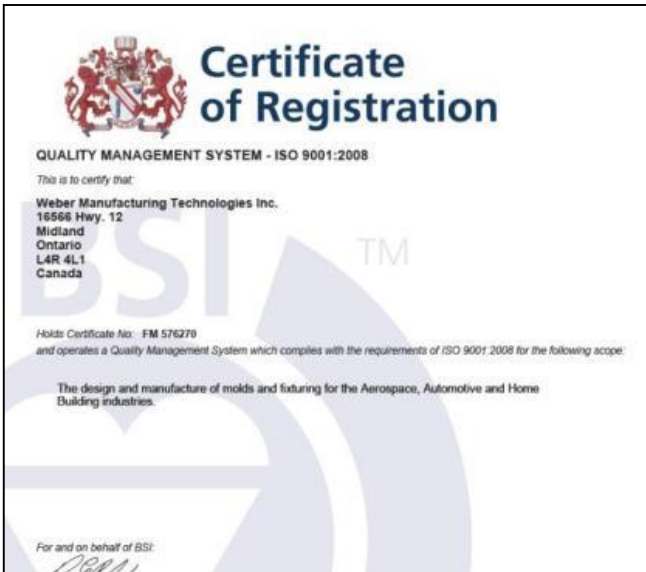 Certificate
of Registration
QUALITY MANAGEMENT SYSTEM - ISO 9001:2008
This is to certify that:
Weber Manufacturing Technologies Inc.
16566 Hwy. 12
Midland
Ontario
L4R 4L1
Canada
BSI TM
Holds Certificate No: FM 576270
and operates a Quality Management System which complies with the requirements of ISO 9001:2008 for the following scope:
The design and manufacture of molds and fixturing for the Aerospace, Automotive and Home
Building industries.
For and on behalf of BSI: